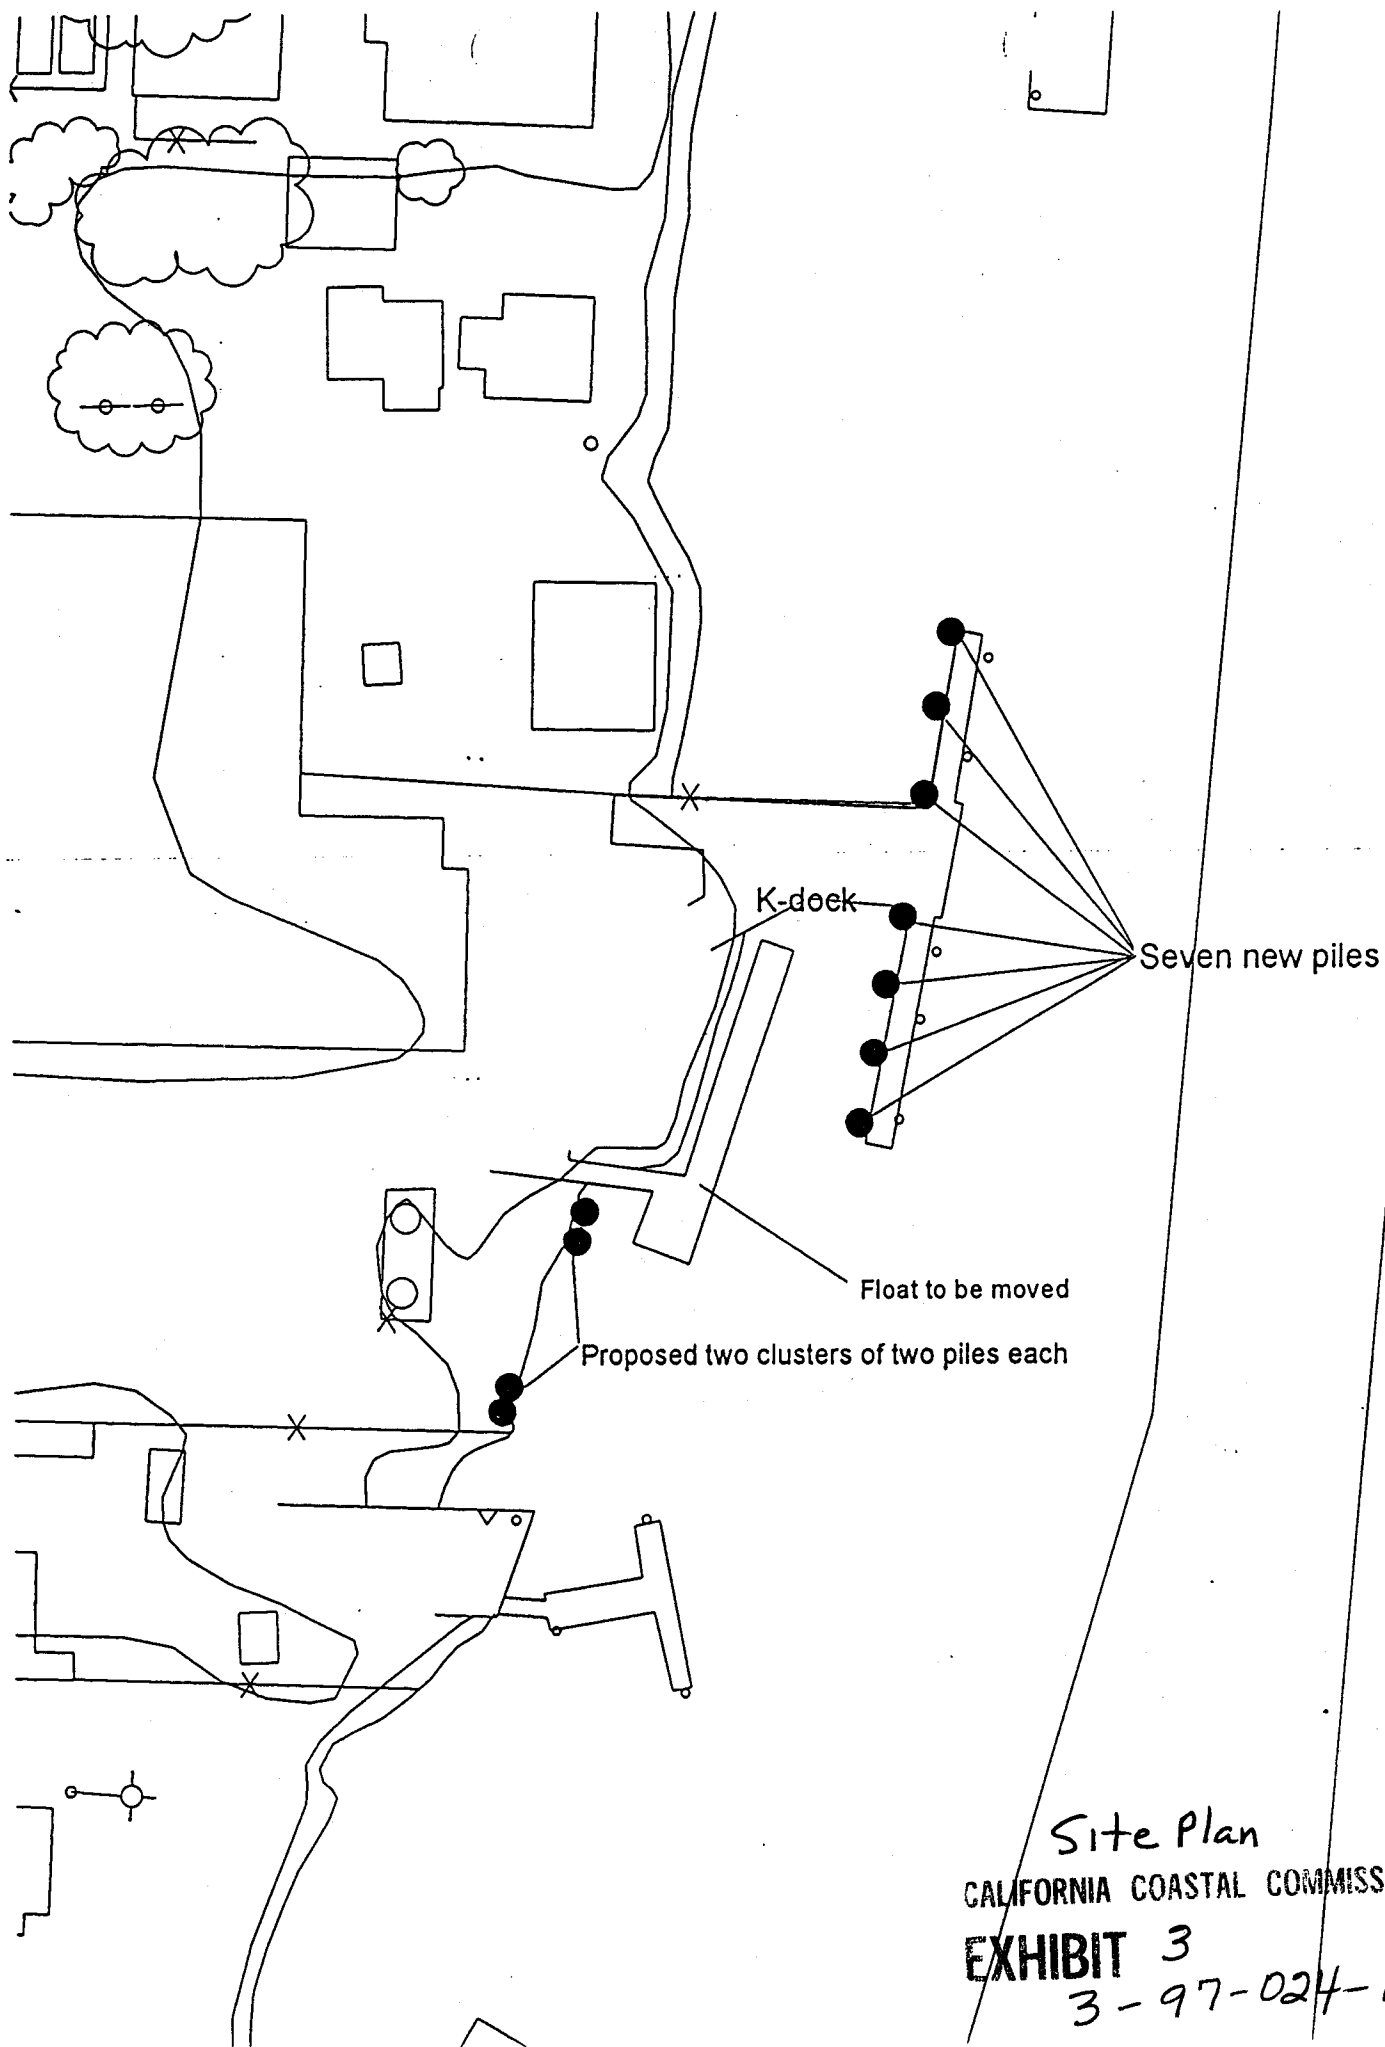 K-dock
Seven new piles
Float to be moved
Proposed two clusters of two piles each
Site Plan
CALIFORNIA COASTAL COMMISS
EXHIBIT 3
3-97-024-